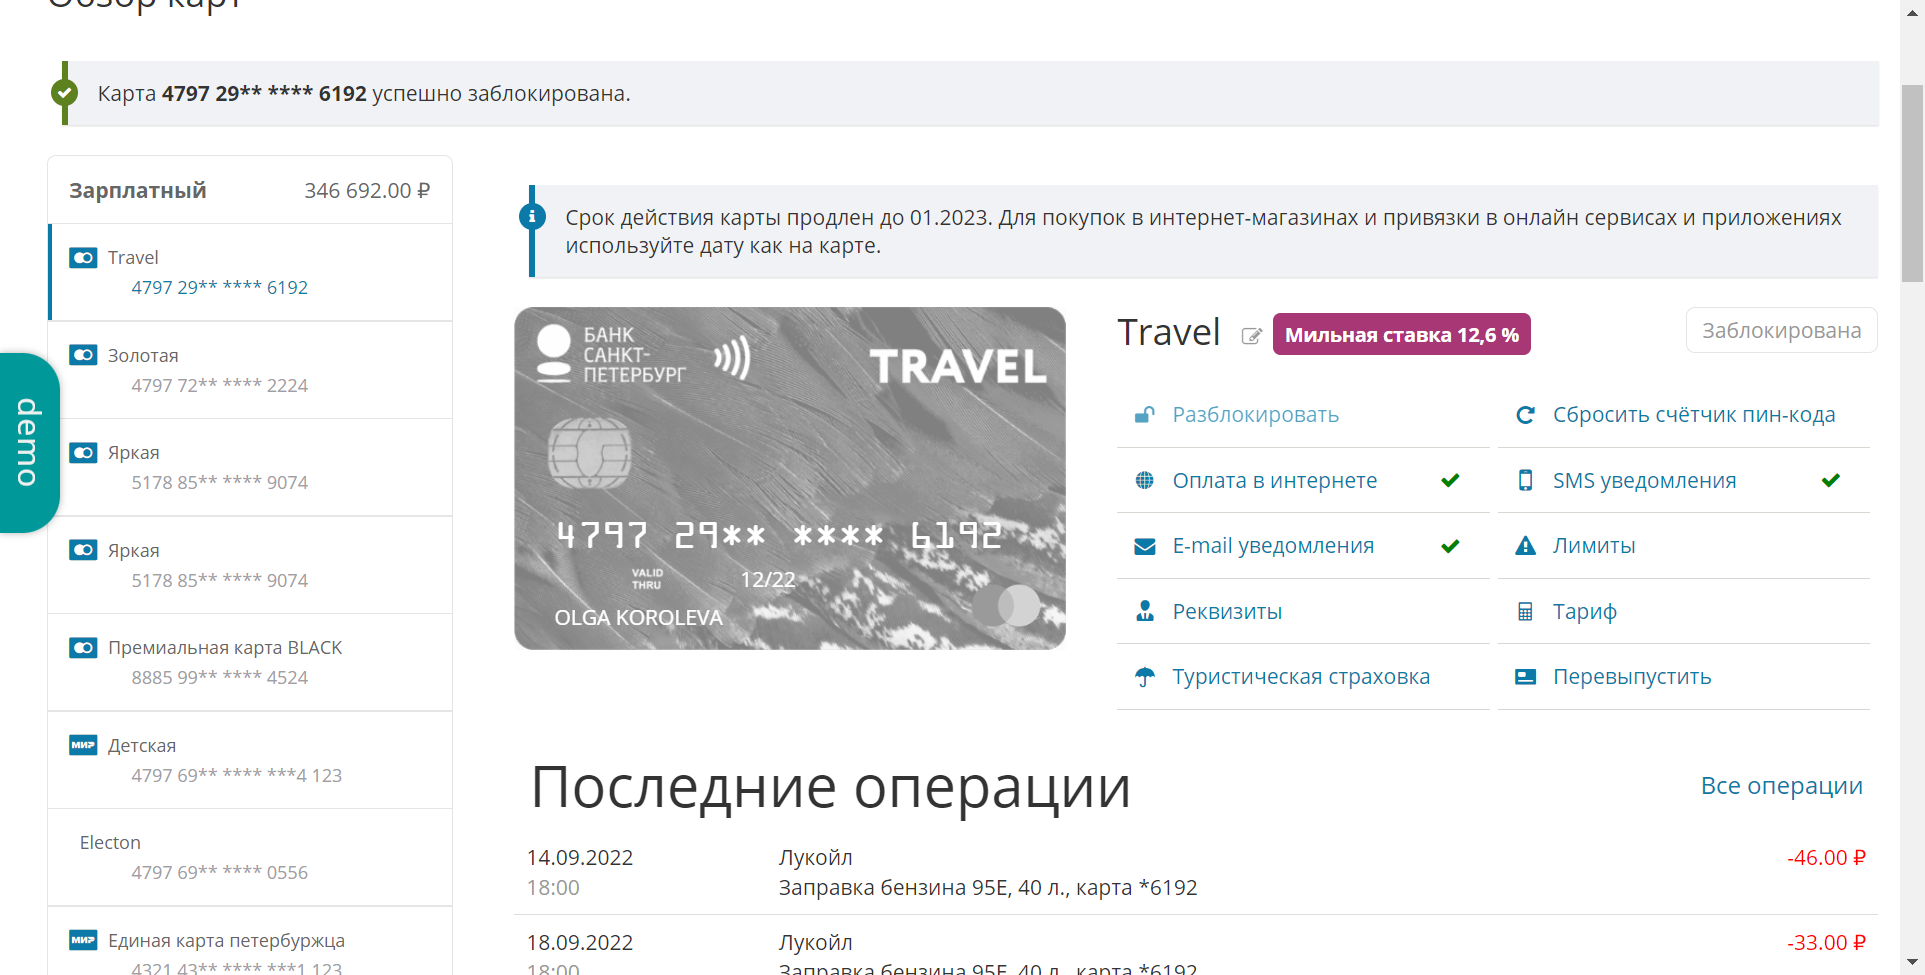 Обзор карт
Карта 4797 29** **** 6192 успешно заблокирована.
Зарплатный 346 692.00 ₽
Travel
4797 29** **** 6192
Золотая
4797 72** **** 2224
Яркая
5178 85** **** 9074
Яркая
5178 85** **** 9074
Премиальная карта BLACK
8885 99** **** 4524
МИР Детская
4797 69** **** ***4 123
Electon
4797 69** **** 0556
МИР Единая карта петербуржца
4321 43** **** ***1 123
demo
Срок действия карты продлен до 01.2023. Для покупок в интернет-магазинах и привязки в онлайн сервисах и приложениях
используйте дату как на карте.
БАНК
САНКТ-
ПЕТЕРБУРГ
TRAVEL
4797 29** **** 6192
VALID
THRU
12/22
OLGA KOROLEVA
Travel Мильная ставка 12,6 % Заблокирована
Разблокировать Сбросить счётчик пин-кода
Оплата в интернете SMS уведомления
E-mail уведомления Лимиты
Реквизиты Тариф
Туристическая страховка Перевыпустить
Последние операции Все операции
14.09.2022 Лукойл -46.00 ₽
18:00 Заправка бензина 95Е, 40 л., карта *6192
18.09.2022 Лукойл -33.00 ₽
18:00 Заправка бензина 95Е, 40 л., карта *6192